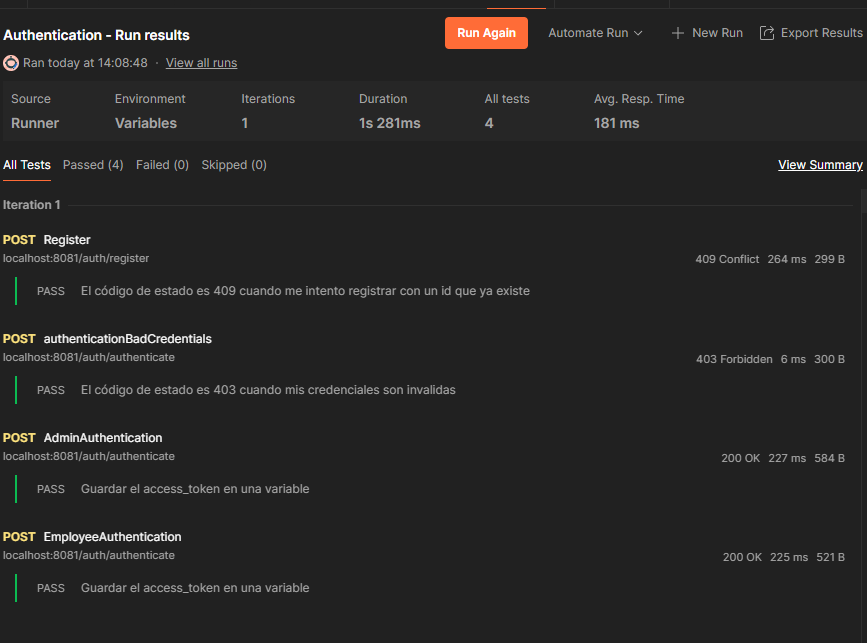 Authentication - Run results
Run Again
Automate Run
New Run
Export Results
Ran today at 14:08:48 · View all runs
Source Environment Iterations Duration All tests Avg. Resp. Time
Runner Variables 1 1s 281ms 4 181 ms
All Tests Passed (4) Failed (0) Skipped (0) View Summary
Iteration 1
POST Register
localhost:8081/auth/register 409 Conflict 264 ms 299 B
PASS El código de estado es 409 cuando me intento registrar con un id que ya existe
POST authenticationBadCredentials
localhost:8081/auth/authenticate 403 Forbidden 6 ms 300 B
PASS El código de estado es 403 cuando mis credenciales son invalidas
POST AdminAuthentication
localhost:8081/auth/authenticate 200 OK 227 ms 584 B
PASS Guardar el access_token en una variable
POST EmployeeAuthentication
localhost:8081/auth/authenticate 200 OK 225 ms 521 B
PASS Guardar el access_token en una variable